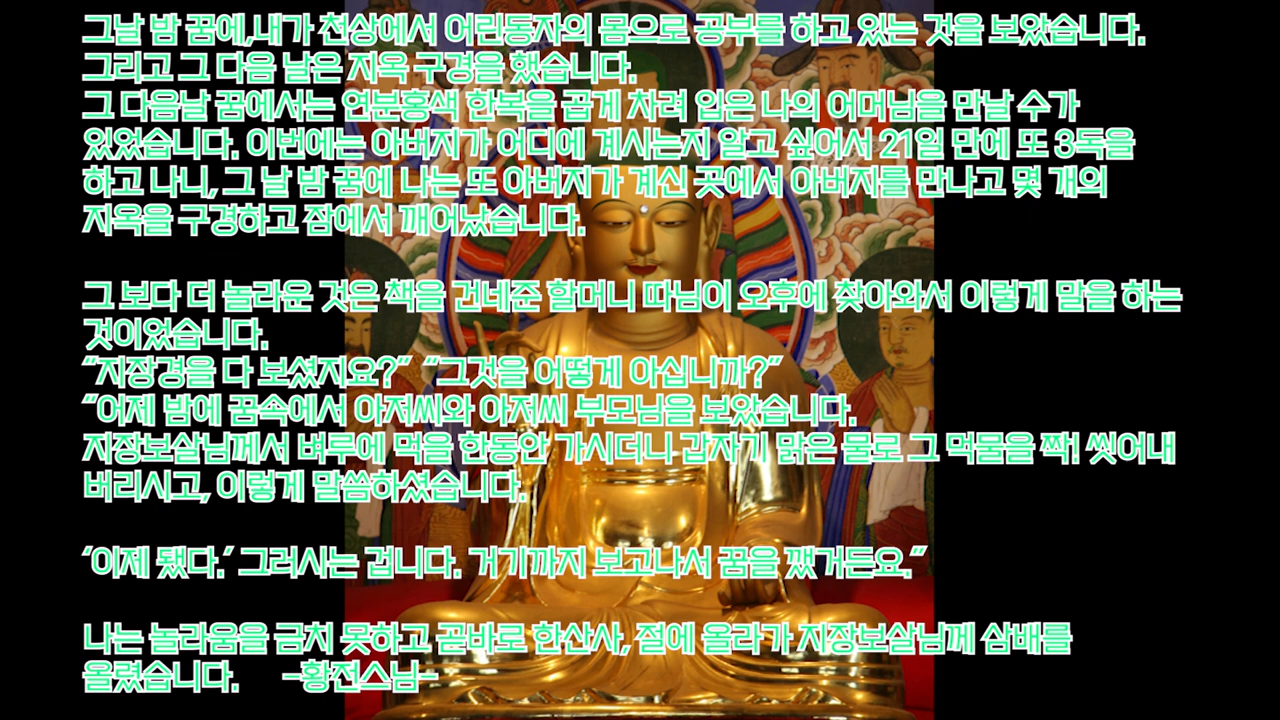 그날 밤 꿈에,내가 천상에서 어린동자의 몸으로 공부를 하고 있는 것을 보았습니다.
그리고 그 다음 날은 지옥 구경을 했습니다.
그 다음날 꿈에서는 연분홍색 한복을 곱게 차려 입은 나의 어머님을 만날 수가
있었습니다. 이번에는 아버지가 어디에 계시는지 알고 싶어서 21일 만에 또 3독을
하고 나니, 그 날 밤 꿈에 나는 또 아버지가 계신 곳에서 아버지를 만나고 몇 개의
지옥을 구경하고 잠에서 깨어났습니다.
그 보다 더 놀라운 것은 책을 건네준 할머니 따님이 오후에 찾아와서 이렇게 말을 하는
것이었습니다.
“지장경을 다 보셨지요?” “그것을 어떻게 아십니까?”
“어제 밤에 꿈속에서 아저씨와 아저씨 부모님을 보았습니다.
지장보살님께서 벼루에 먹을 한동안 가시더니 갑자기 맑은 물로 그 먹물을 짝! 씻어내
버리시고, 이렇게 말씀하셨습니다.
‘이제 됐다.’ 그러시는 겁니다. 거기까지 보고나서 꿈을 깼거든요.”
나는 놀라움을 금치 못하고 곧바로 한산사, 절에 올라가 지장보살님께 삼배를
올렸습니다. -황전스님-